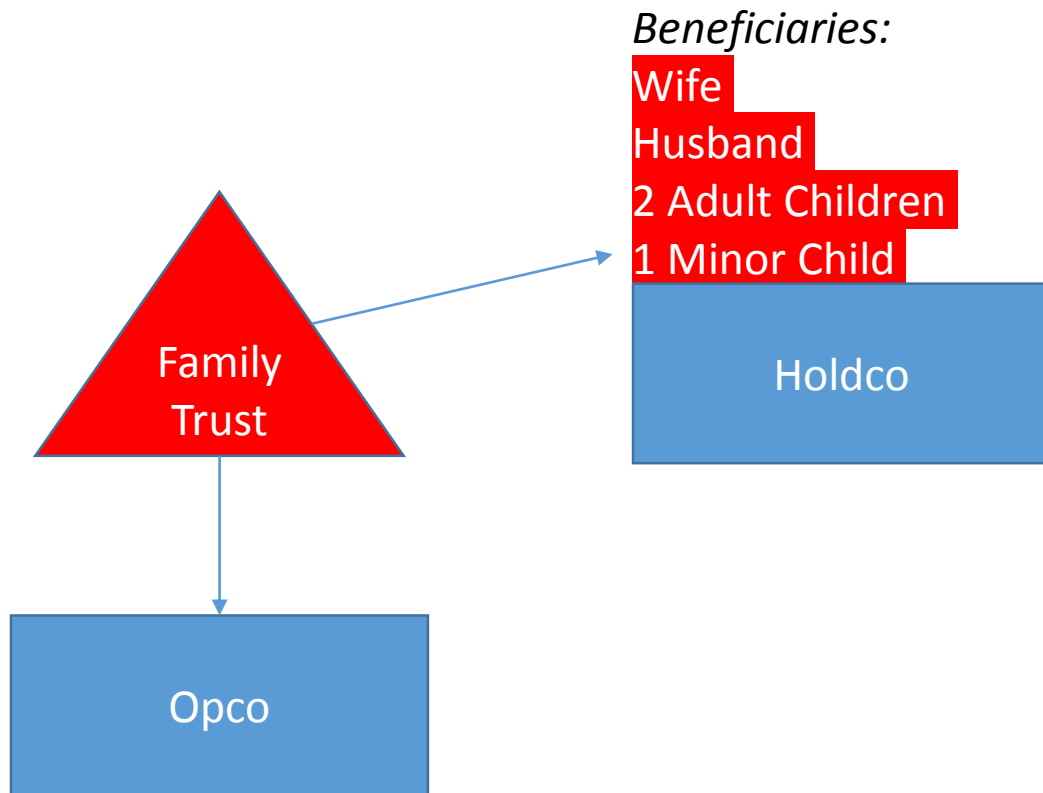 Beneficiaries:
Wife
Husband
2 Adult Children
1 Minor Child
Holdco
Family
Trust
Opco